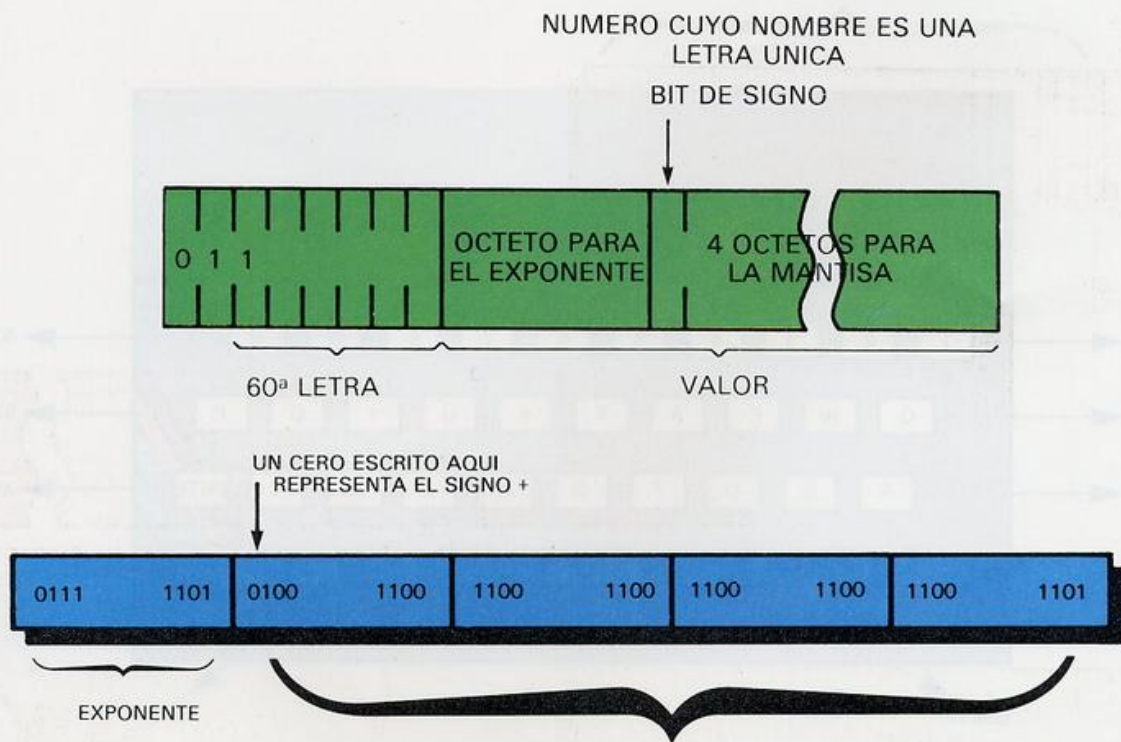 NUMERO CUYO NOMBRE ES UNA
LETRA UNICA
BIT DE SIGNO
0 1 1
OCTETO PARA
EL EXPONENTE
4 OCTETOS PARA
LA MANTISA
60ª LETRA
VALOR
UN CERO ESCRITO AQUI
REPRESENTA EL SIGNO +
0111 1101 0100 1100 1100 1100 1100 1100 1100 1101
EXPONENTE